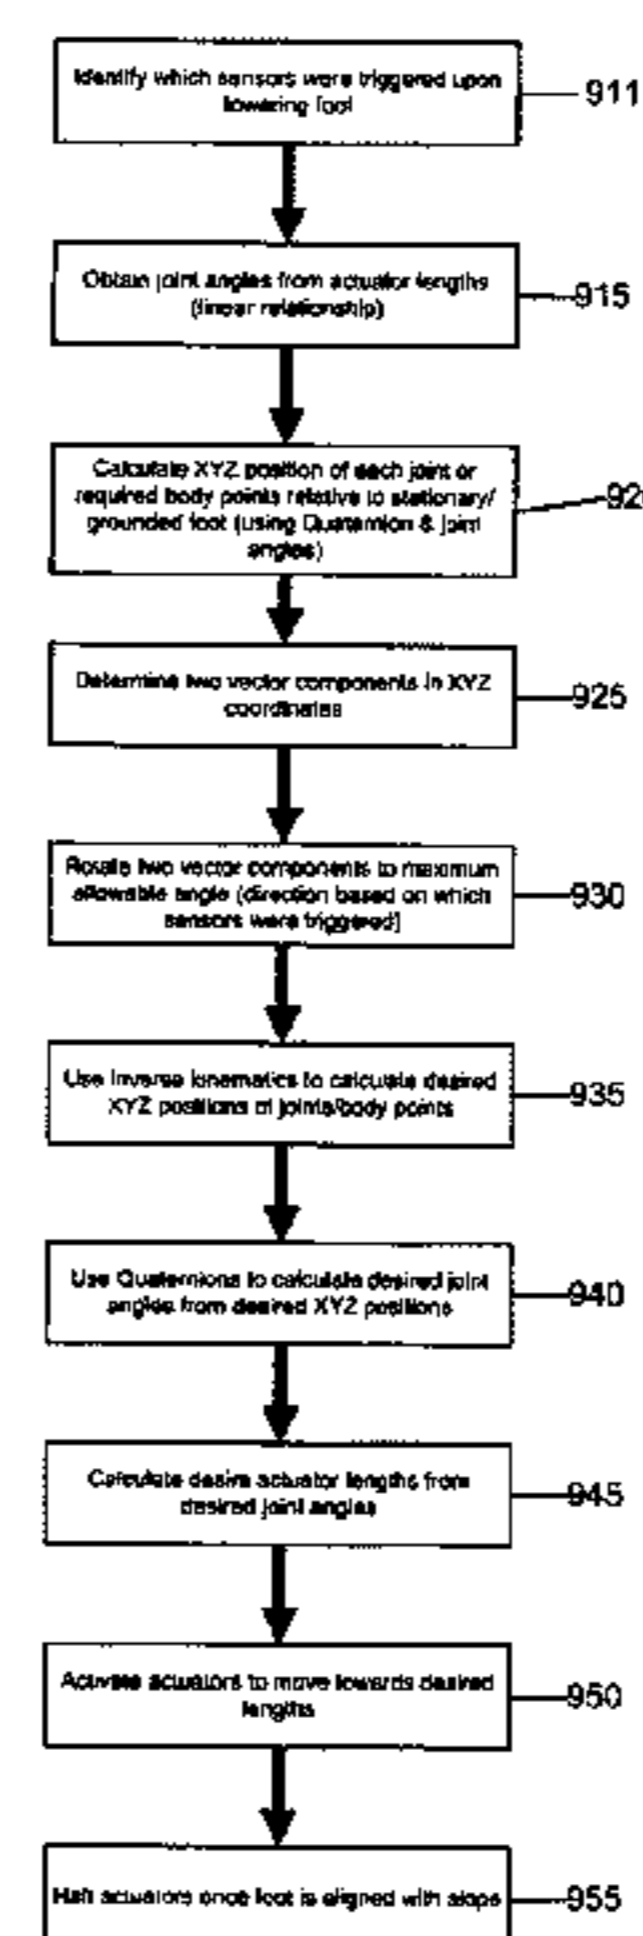 Identify which sensors were triggered upon
lowering foot
911
Obtain joint angles from actuator lengths
(linear relationship)
915
Calculate XYZ position of each joint or
required body points relative to stationary/
grounded foot (using Quaternion & joint
angles)
92
Determine two vector components in XYZ
coordinates
925
Rotate two vector components to maximum
allowable angle (direction based on which
sensors were triggered)
930
Use inverse kinematics to calculate desired
XYZ positions of joints/body points
935
Use Quaternions to calculate desired joint
angles from desired XYZ positions
940
Calculate desire actuator lengths from
desired joint angles
945
Activate actuators to move towards desired
lengths
950
Halt actuators once foot is aligned with slope
955